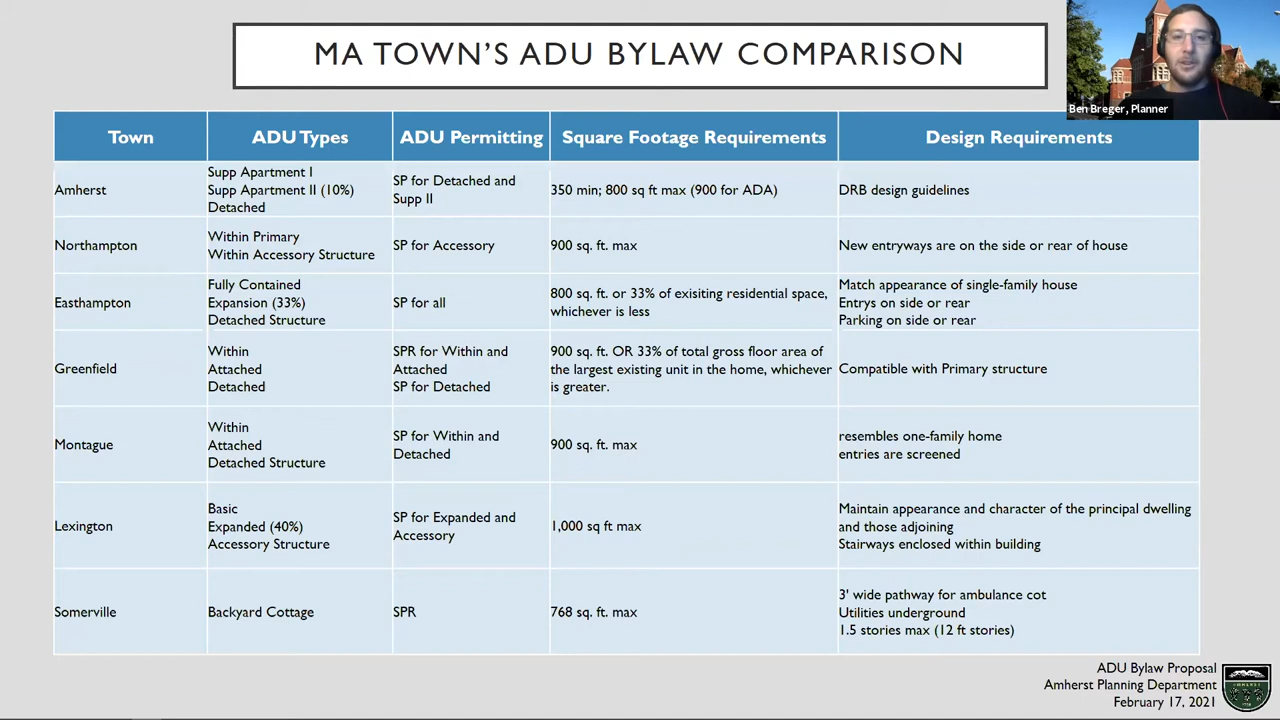 MA TOWN'S ADU BYLAW COMPARISON
Ben Breger, Planner
Town
ADU Types
ADU Permitting
Square Footage Requirements
Design Requirements
Amherst
Supp Apartment I
Supp Apartment II (10%)
Detached
SP for Detached and
Supp II
350 min; 800 sq ft max (900 for ADA)
DRB design guidelines
Northampton
Within Primary
Within Accessory Structure
SP for Accessory
900 sq. ft. max
New entryways are on the side or rear of house
Easthampton
Fully Contained
Expansion (33%)
Detached Structure
SP for all
800 sq. ft. or 33% of exisiting residential space,
whichever is less
Match appearance of single-family house
Entrys on side or rear
Parking on side or rear
Greenfield
Within
Attached
Detached
SPR for Within and
Attached
SP for Detached
900 sq. ft. OR 33% of total gross floor area of
the largest existing unit in the home, whichever
is greater.
Compatible with Primary structure
Montague
Within
Attached
Detached Structure
SP for Within and
Detached
900 sq. ft. max
resembles one-family home
entries are screened
Lexington
Basic
Expanded (40%)
Accessory Structure
SP for Expanded and
Accessory
1,000 sq ft max
Maintain appearance and character of the principal dwelling
and those adjoining
Stairways enclosed within building
Somerville
Backyard Cottage
SPR
768 sq. ft. max
3' wide pathway for ambulance cot
Utilities underground
1.5 stories max (12 ft stories)
ADU Bylaw Proposal
Amherst Planning Department
February 17, 2021